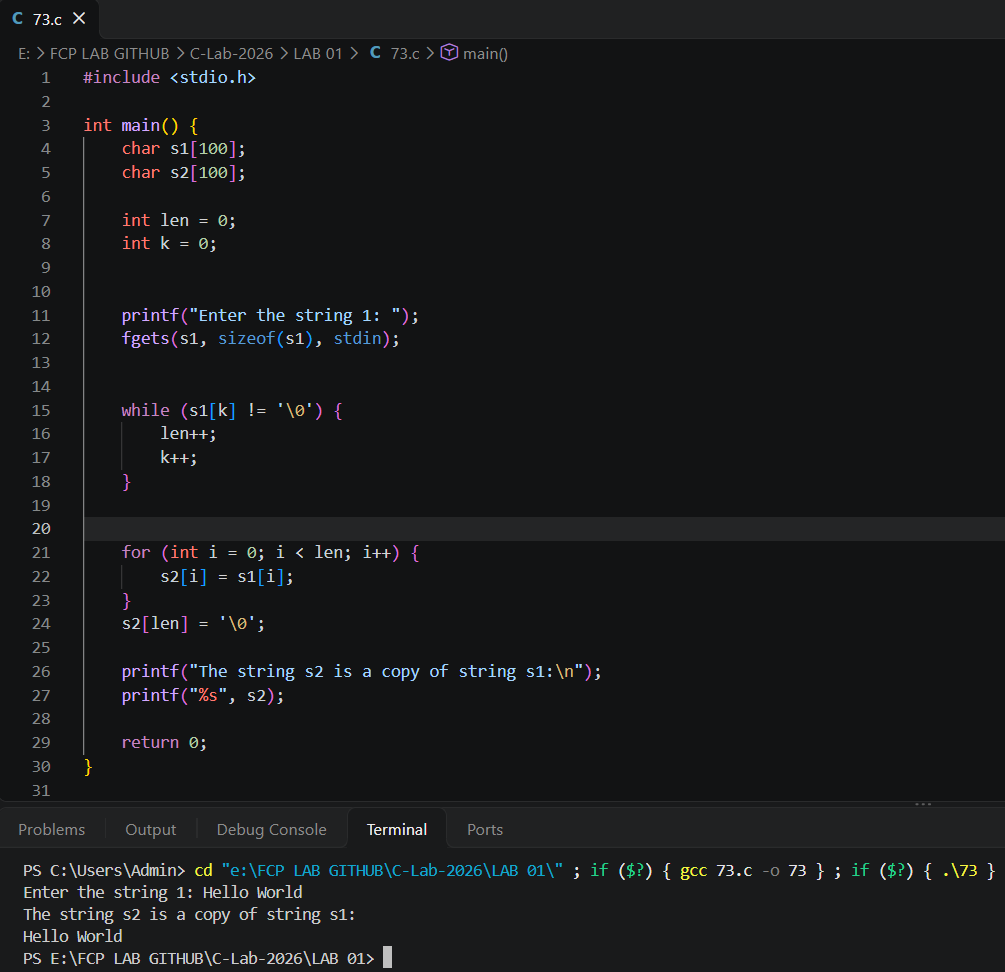 C 73.c ✕
E: > FCP LAB GITHUB > C-Lab-2026 > LAB 01 > C 73.c > main()
1 #include <stdio.h>
2
3 int main() {
4 char s1[100];
5 char s2[100];
6
7 int len = 0;
8 int k = 0;
9
10
11 printf("Enter the string 1: ");
12 fgets(s1, sizeof(s1), stdin);
13
14
15 while (s1[k] != '\0') {
16 len++;
17 k++;
18 }
19
20
21 for (int i = 0; i < len; i++) {
22 s2[i] = s1[i];
23 }
24 s2[len] = '\0';
25
26 printf("The string s2 is a copy of string s1:\n");
27 printf("%s", s2);
28
29 return 0;
30 }
31
Problems Output Debug Console Terminal Ports
PS C:\Users\Admin> cd "e:\FCP LAB GITHUB\C-Lab-2026\LAB 01\" ; if ($?) { gcc 73.c -o 73 } ; if ($?) { .\73 }
Enter the string 1: Hello World
The string s2 is a copy of string s1:
Hello World
PS E:\FCP LAB GITHUB\C-Lab-2026\LAB 01>